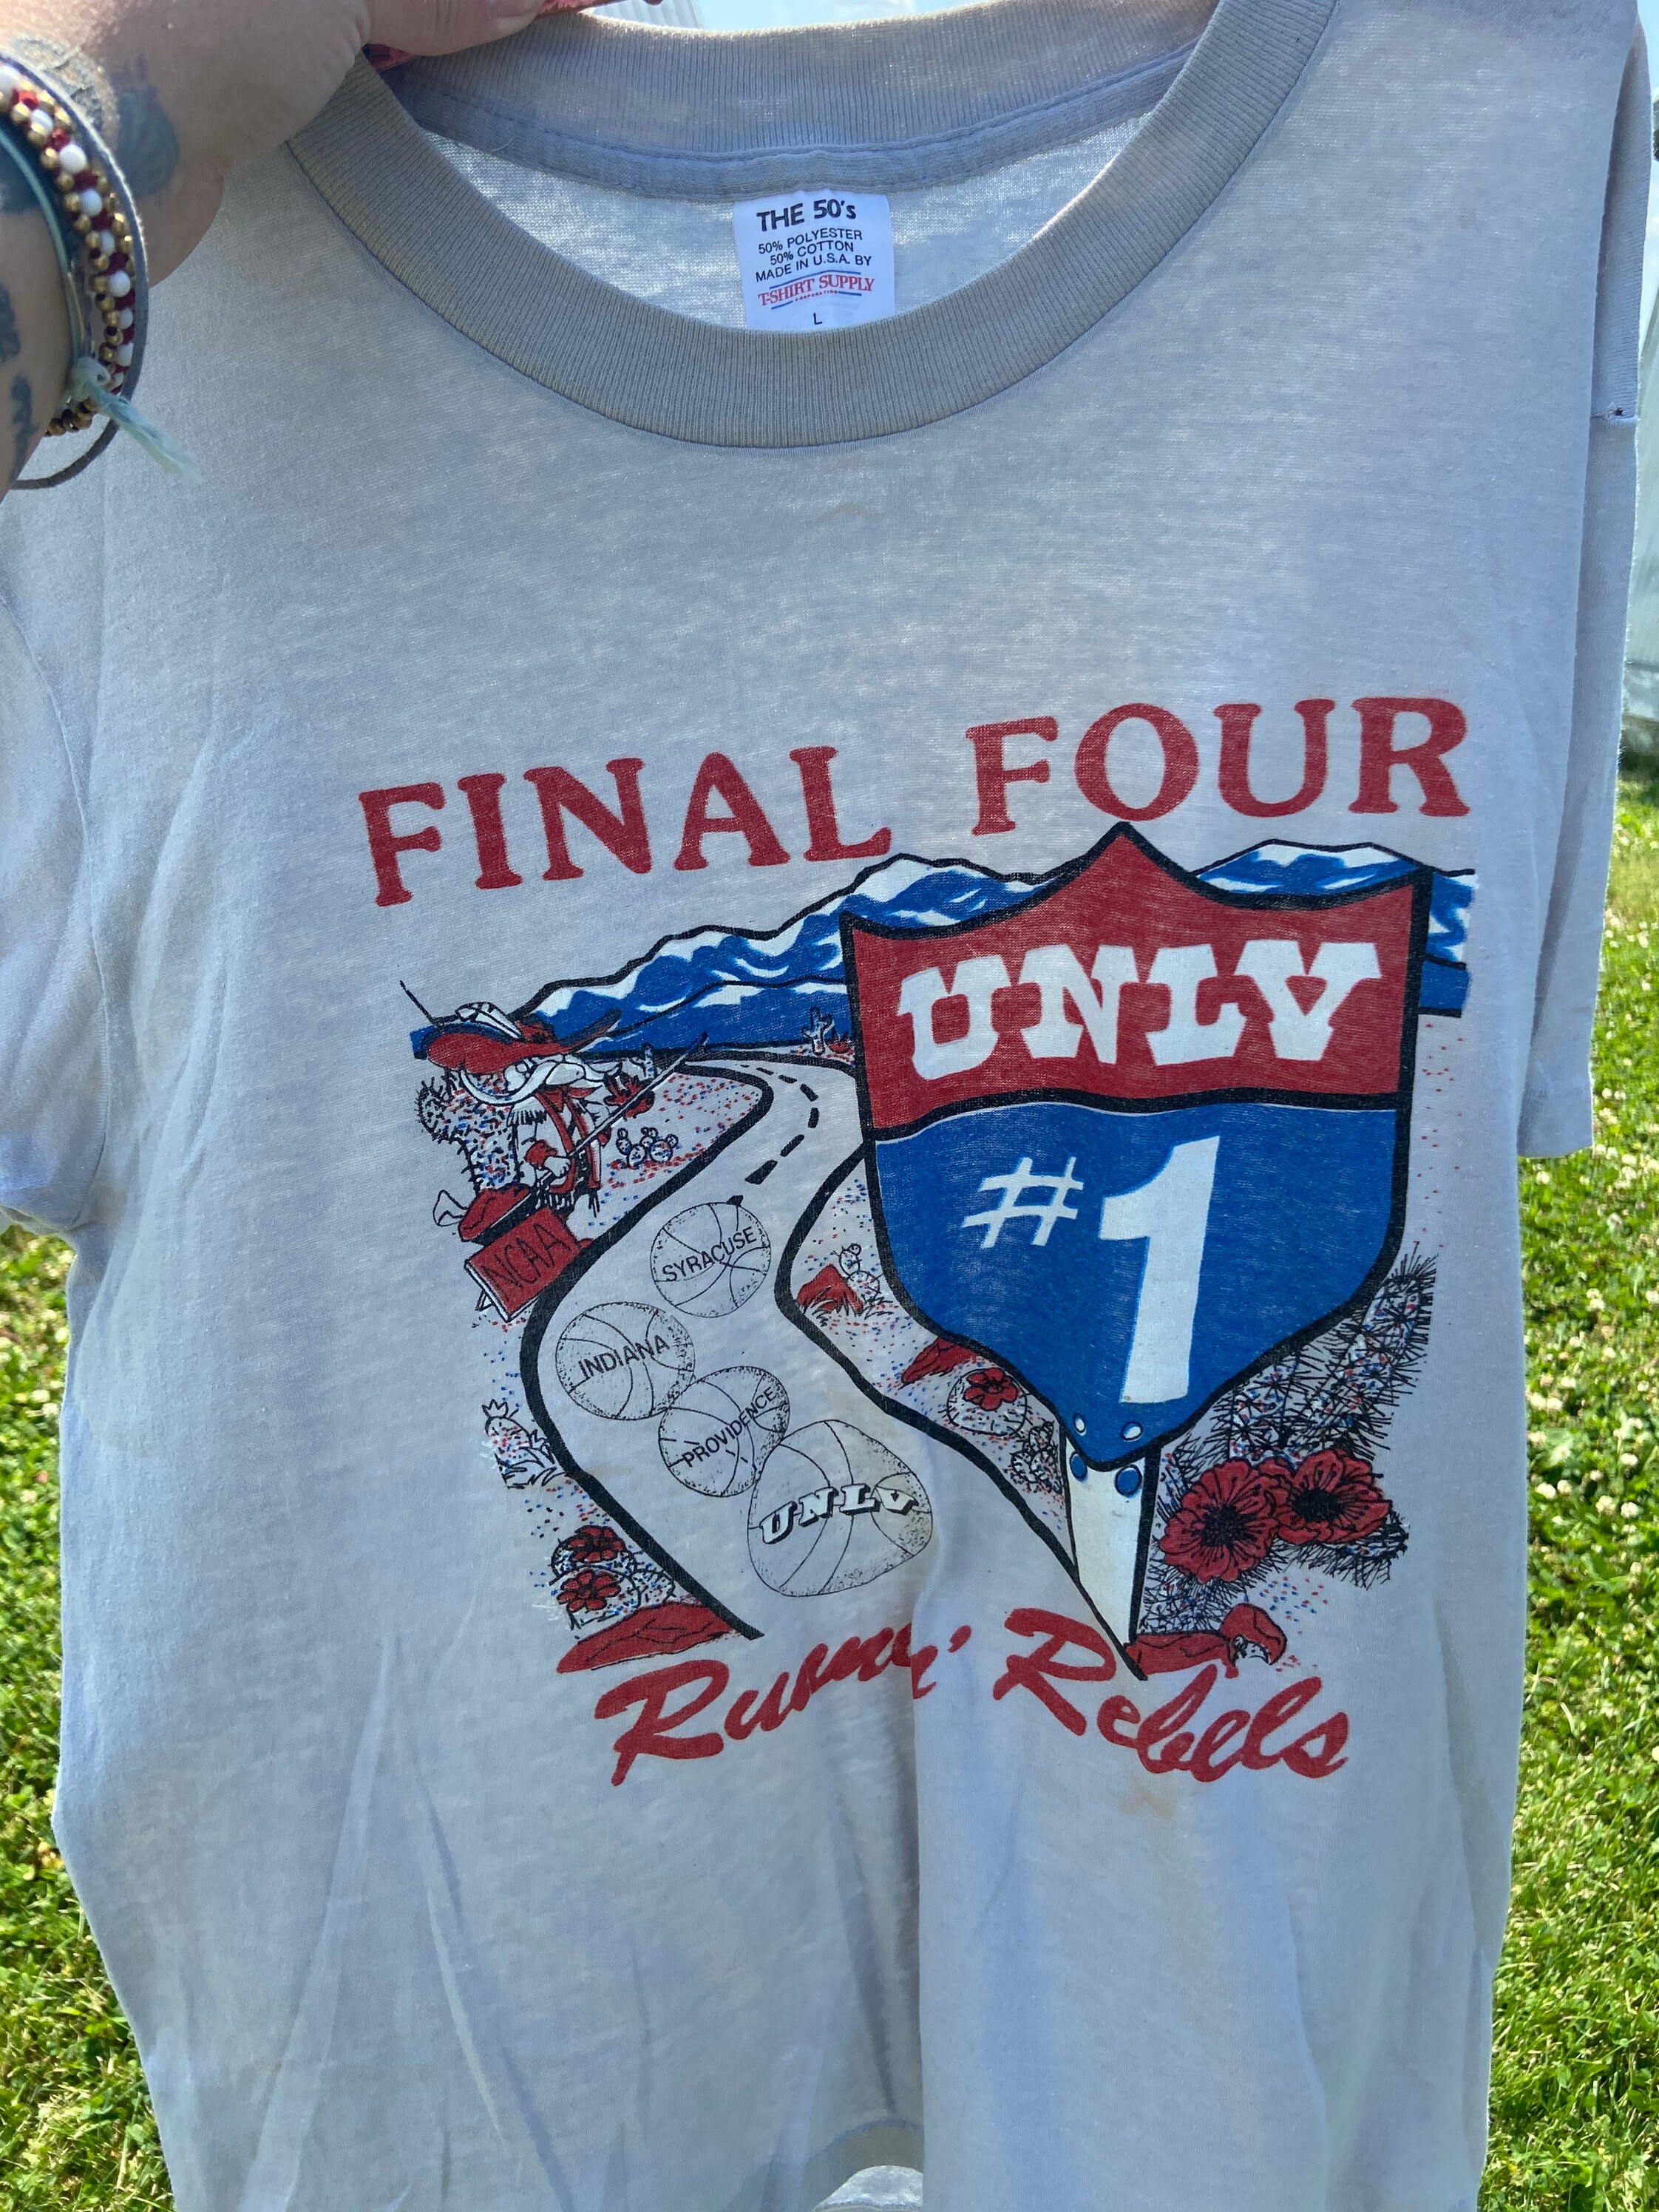 THE 50's
50% POLYESTER
50% COTTON
MADE IN U.S.A. BY
T-SHIRT SUPPLY
CORPORATION
L
FINAL FOUR
UNLV
#1
NCAA
SYRACUSE
INDIANA
PROVIDENCE
UNLV
Runnin' Rebels